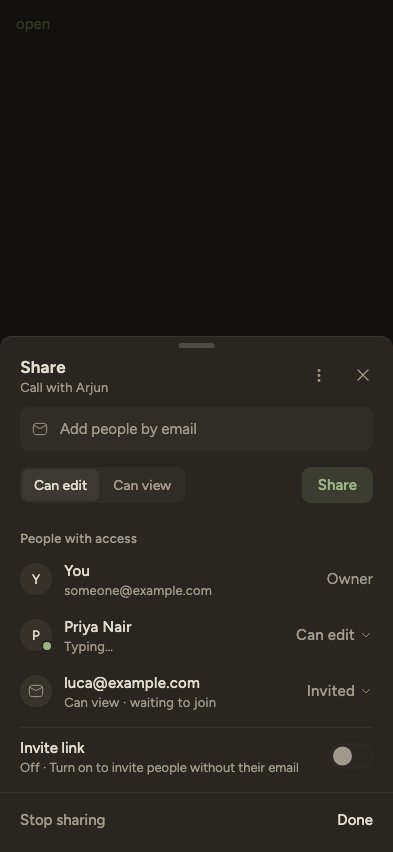 open
Share
Call with Arjun
Add people by email
Can edit
Can view
Share
People with access
Y
You
someone@example.com
Owner
P
Priya Nair
Typing...
Can edit
luca@example.com
Can view · waiting to join
Invited
Invite link
Off · Turn on to invite people without their email
Stop sharing
Done